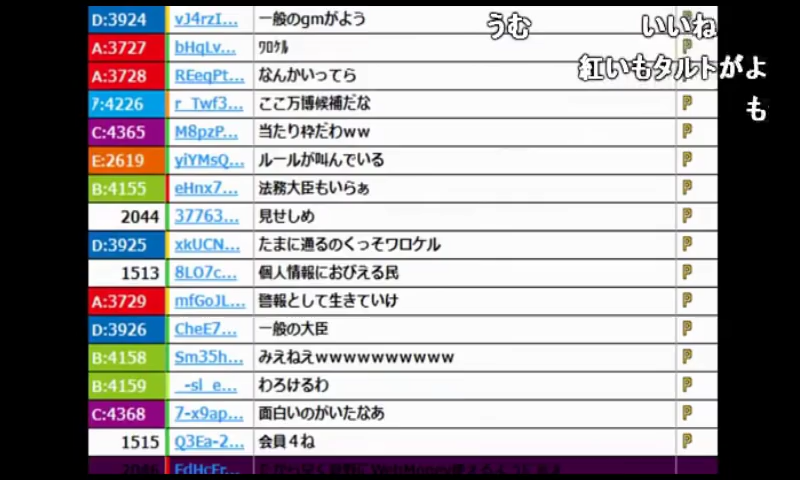 D:3924 vJ4rzI... 一般のgmがよう P
うむ
いいね
A:3727 bHqLv... ﾜﾛｹﾙ P
A:3728 REeqPt... なんかいってら P
紅いもタルトがよ
7:4226 r_Twf3... ここ万博候補だな P
も
C:4365 M8pzP... 当たり枠だわww P
E:2619 yiYMsQ... ルールが叫んでいる P
B:4155 eHnx7... 法務大臣もいらぁ P
2044 37763... 見せしめ P
D:3925 xkUCN... たまに通るのくっそワロケル P
1513 8LO7c... 個人情報におびえる民 P
A:3729 mfGoJL... 警報として生きていけ P
D:3926 CheE7... 一般の大臣 P
B:4158 Sm35h... みえねえwwwwwwwwww P
B:4159 _-sl_e... わろけるわ P
C:4368 7-x9ap... 面白いのがいたなあ P
1515 Q3Ea-2... 会員４ね P
2046 EdHcFr...